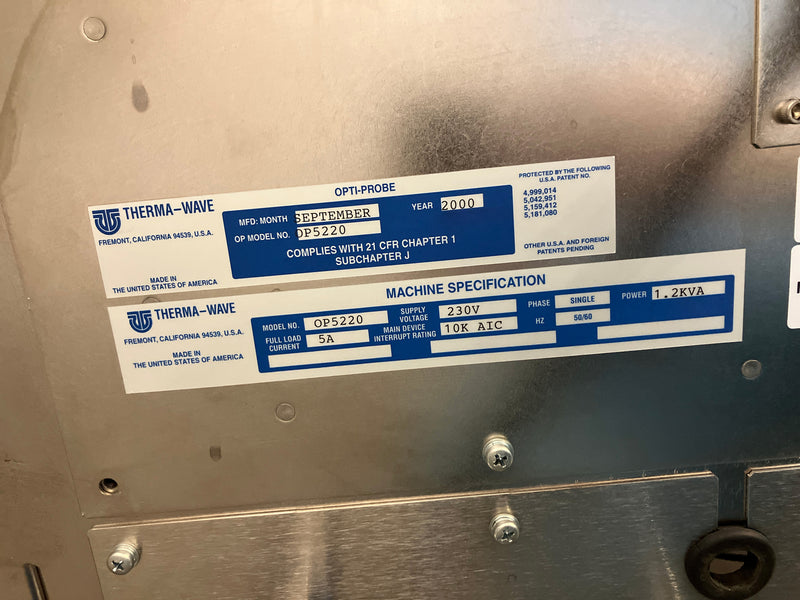 OPTI-PROBE
THERMA-WAVE
FREMONT, CALIFORNIA 94539, U.S.A.
MADE IN
THE UNITED STATES OF AMERICA
MFD: MONTH SEPTEMBER YEAR 2000
OP MODEL NO. OP5220
COMPLIES WITH 21 CFR CHAPTER 1
SUBCHAPTER J
PROTECTED BY THE FOLLOWING
U.S.A. PATENT NO.
4,999,014
5,042,951
5,159,412
5,181,080
OTHER U.S.A. AND FOREIGN
PATENTS PENDING
MACHINE SPECIFICATION
THERMA-WAVE
FREMONT, CALIFORNIA 94539, U.S.A.
MADE IN
THE UNITED STATES OF AMERICA
MODEL NO. OP5220 SUPPLY VOLTAGE 230V PHASE SINGLE POWER 1.2KVA
FULL LOAD CURRENT 5A MAIN DEVICE INTERRUPT RATING 10K AIC HZ 50/60